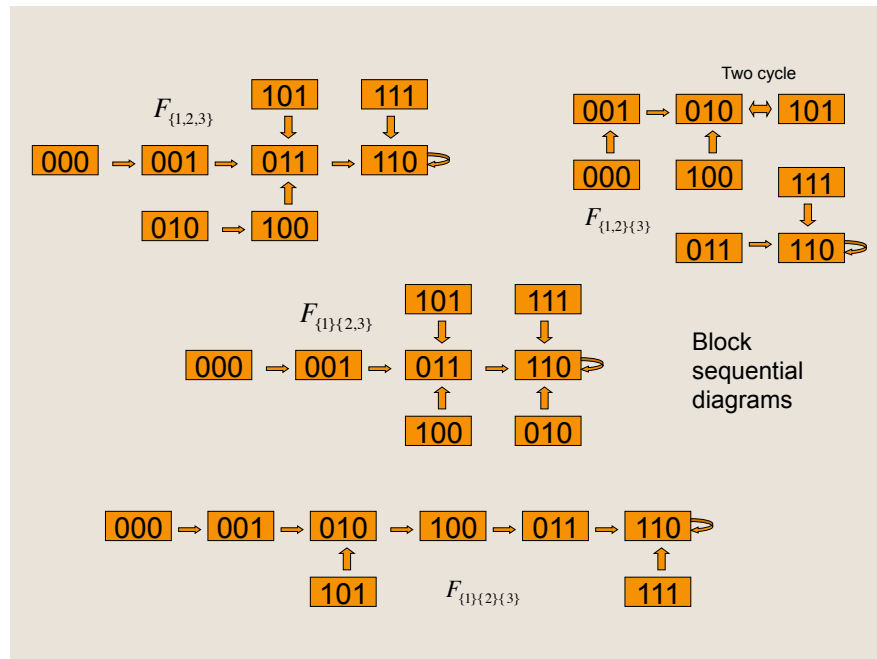 F{1,2,3}
101 111
000 001 011 110
010 100
Two cycle
001 010 101
000 100
111
F{1,2}{3}
011 110
F{1}{2,3}
101 111
000 001 011 110
100 010
Block
sequential
diagrams
000 001 010 100 011 110
101 111
F{1}{2}{3}